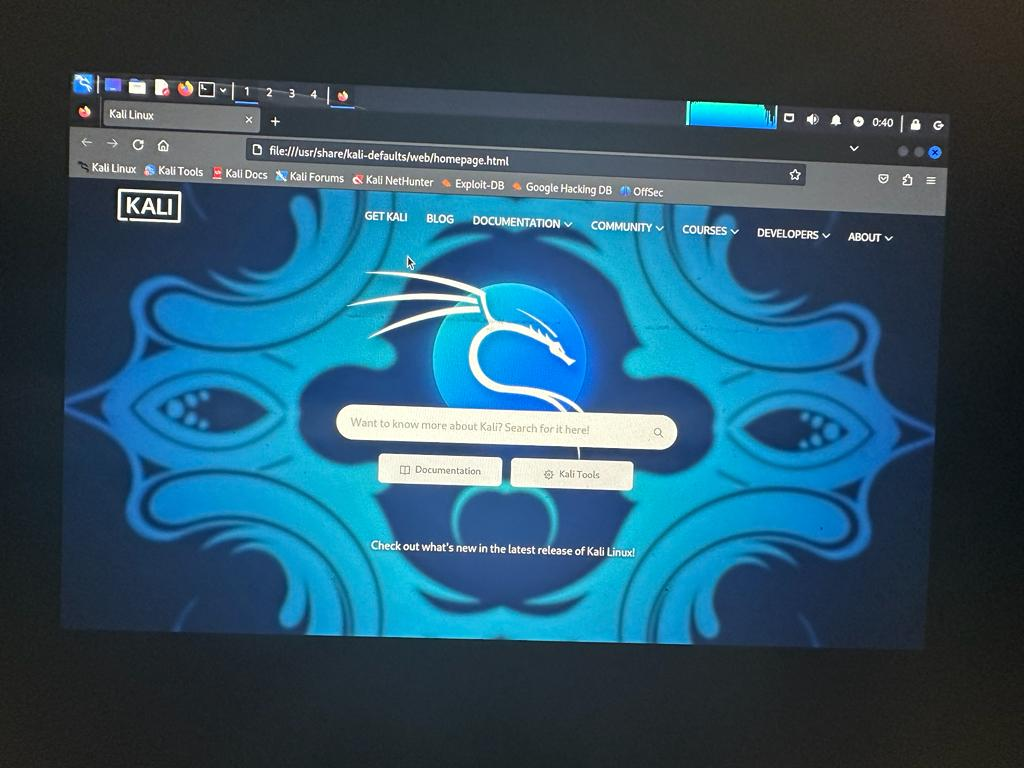 1 2 3 4
0:40
Kali Linux
file:///usr/share/kali-defaults/web/homepage.html
Kali Linux Kali Tools Kali Docs Kali Forums Kali NetHunter Exploit-DB Google Hacking DB OffSec
KALI
GET KALI BLOG DOCUMENTATION COMMUNITY COURSES DEVELOPERS ABOUT
Want to know more about Kali? Search for it here!
Documentation Kali Tools
Check out what's new in the latest release of Kali Linux!